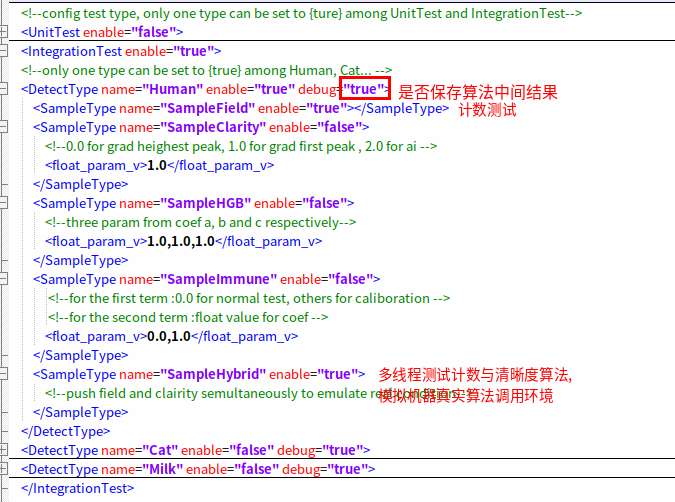 <!--config test type, only one type can be set to {ture} among UnitTest and IntegrationTest-->
<UnitTest enable="false">
<IntegrationTest enable="true">
<!--only one type can be set to {true} among Human, Cat... -->
<DetectType name="Human" enable="true" debug="true"> 是否保存算法中间结果
<SampleType name="SampleField" enable="true"></SampleType> 计数测试
<SampleType name="SampleClarity" enable="false">
<!--0.0 for grad heighest peak, 1.0 for grad first peak , 2.0 for ai -->
<float_param_v>1.0</float_param_v>
</SampleType>
<SampleType name="SampleHGB" enable="false">
<!--three param from coef a, b and c respectively-->
<float_param_v>1.0,1.0,1.0</float_param_v>
</SampleType>
<SampleType name="SampleImmune" enable="false">
<!--for the first term :0.0 for normal test, others for caliboration -->
<!--for the second term :float value for coef -->
<float_param_v>0.0,1.0</float_param_v>
</SampleType>
<SampleType name="SampleHybrid" enable="true"> 多线程测试计数与清晰度算法,
<!--push field and clairity semultaneously to emulate 模拟机器真实算法调用环境
</SampleType>
</DetectType>
<DetectType name="Cat" enable="false" debug="true">
<DetectType name="Milk" enable="false" debug="true">
</IntegrationTest>